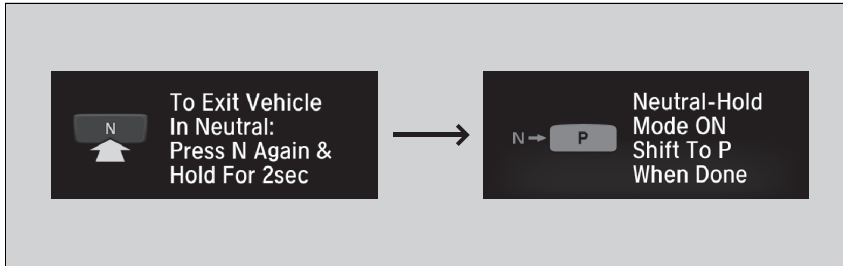 N
To Exit Vehicle
In Neutral:
Press N Again &
Hold For 2sec
N
P
Neutral-Hold
Mode ON
Shift To P
When Done